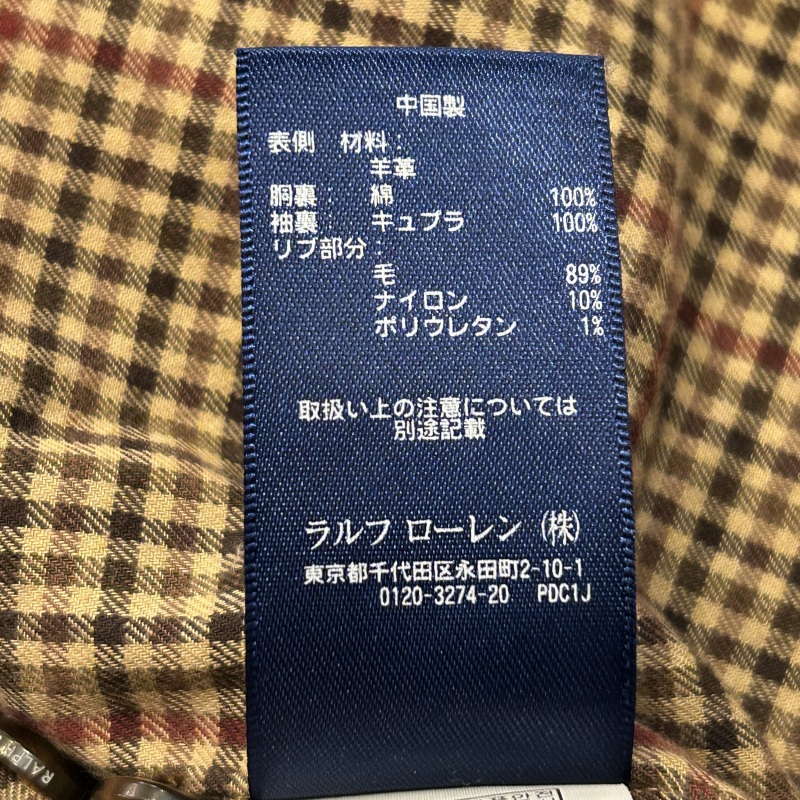 中国製
表側 材料:
羊革
胴裏: 綿 100%
袖裏: キュプラ 100%
リブ部分:
毛 89%
ナイロン 10%
ポリウレタン 1%
取扱い上の注意については
別途記載
ラルフ ローレン (株)
東京都千代田区永田町2-10-1
0120-3274-20 PDC1J
RALPH